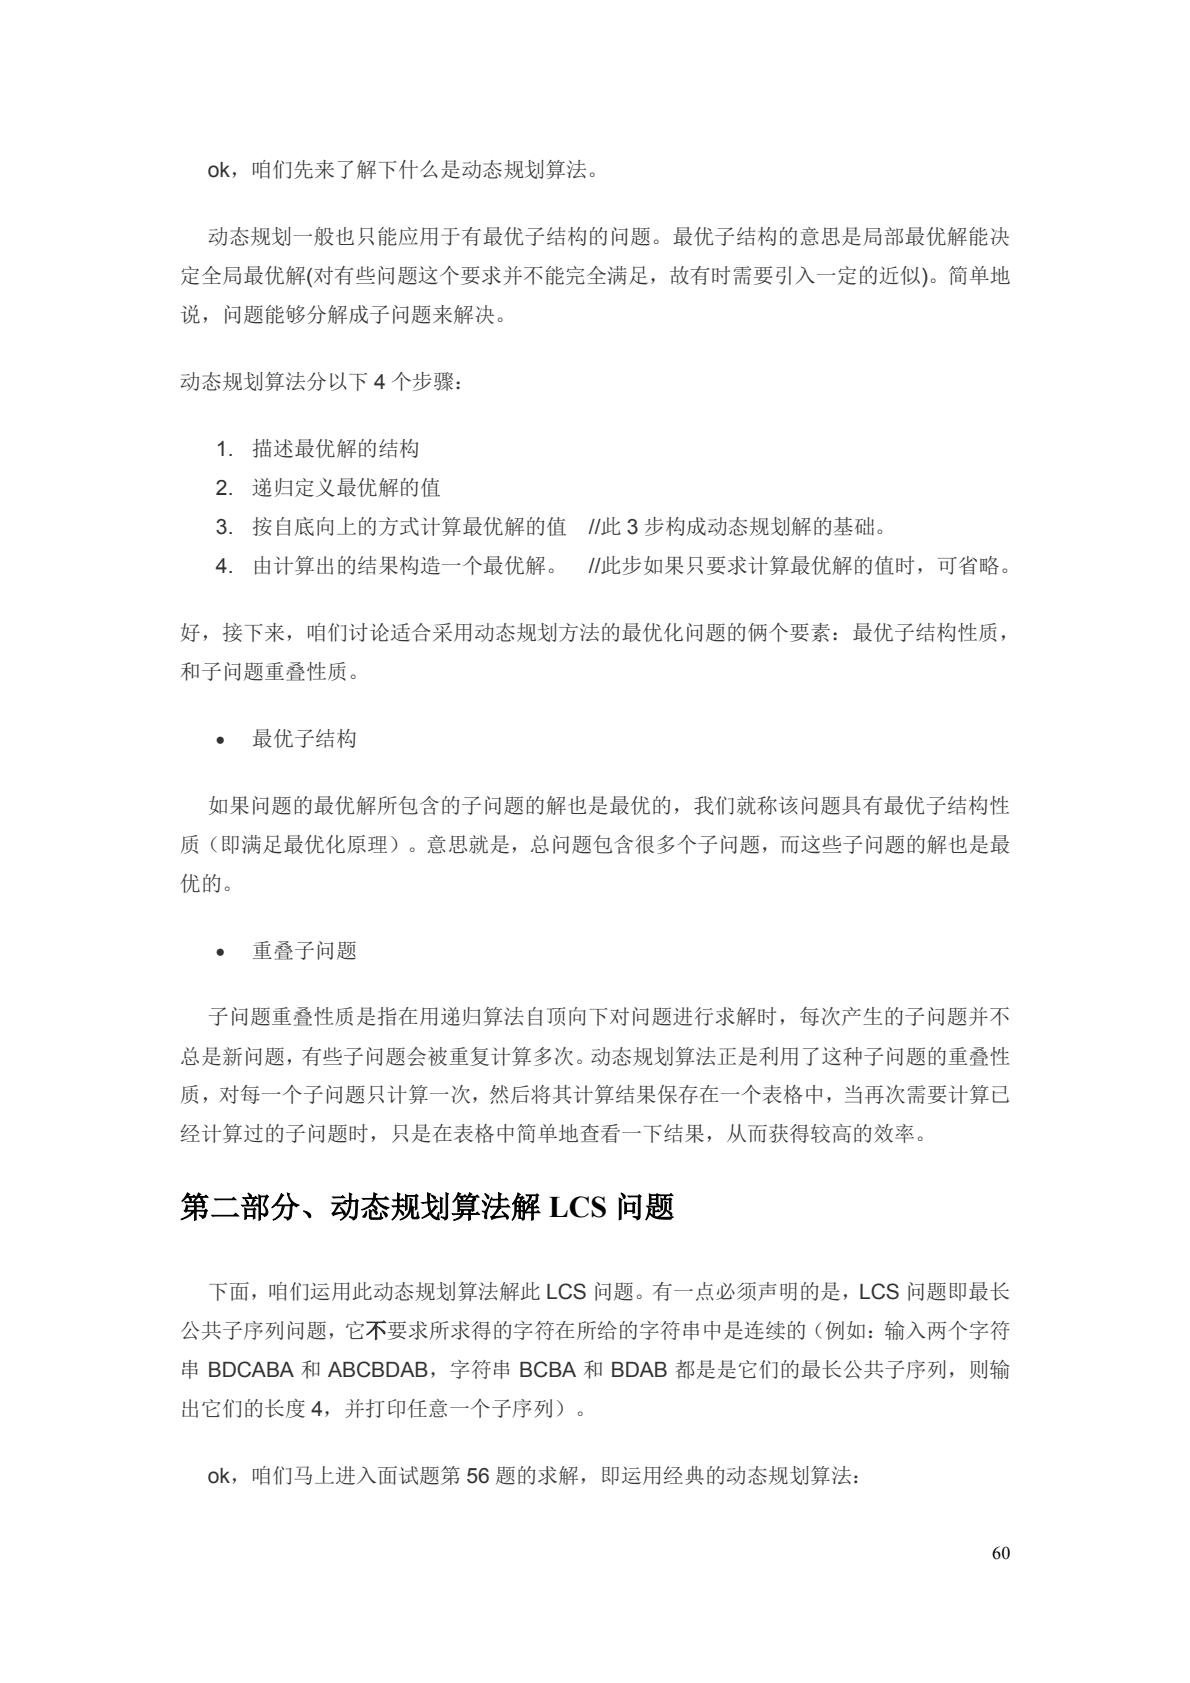 ok，咱们先来了解下什么是动态规划算法。
动态规划一般也只能应用于有最优子结构的问题。最优子结构的意思是局部最优解能决
定全局最优解(对有些问题这个要求并不能完全满足，故有时需要引入一定的近似)。简单地
说，问题能够分解成子问题来解决。
动态规划算法分以下 4 个步骤：
1. 描述最优解的结构
2. 递归定义最优解的值
3. 按自底向上的方式计算最优解的值 //此 3 步构成动态规划解的基础。
4. 由计算出的结果构造一个最优解。 //此步如果只要求计算最优解的值时，可省略。
好，接下来，咱们讨论适合采用动态规划方法的最优化问题的俩个要素：最优子结构性质，
和子问题重叠性质。
• 最优子结构
如果问题的最优解所包含的子问题的解也是最优的，我们就称该问题具有最优子结构性
质（即满足最优化原理）。意思就是，总问题包含很多个子问题，而这些子问题的解也是最
优的。
• 重叠子问题
子问题重叠性质是指在用递归算法自顶向下对问题进行求解时，每次产生的子问题并不
总是新问题，有些子问题会被重复计算多次。动态规划算法正是利用了这种子问题的重叠性
质，对每一个子问题只计算一次，然后将其计算结果保存在一个表格中，当再次需要计算已
经计算过的子问题时，只是在表格中简单地查看一下结果，从而获得较高的效率。
第二部分、动态规划算法解 LCS 问题
下面，咱们运用此动态规划算法解此 LCS 问题。有一点必须声明的是，LCS 问题即最长
公共子序列问题，它不要求所求得的字符在所给的字符串中是连续的（例如：输入两个字符
串 BDCABA 和 ABCBDAB，字符串 BCBA 和 BDAB 都是是它们的最长公共子序列，则输
出它们的长度 4，并打印任意一个子序列）。
ok，咱们马上进入面试题第 56 题的求解，即运用经典的动态规划算法：
60